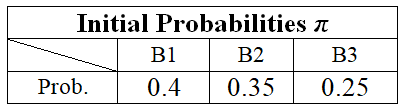 Initial Probabilities π
B1 B2 B3
Prob. 0.4 0.35 0.25